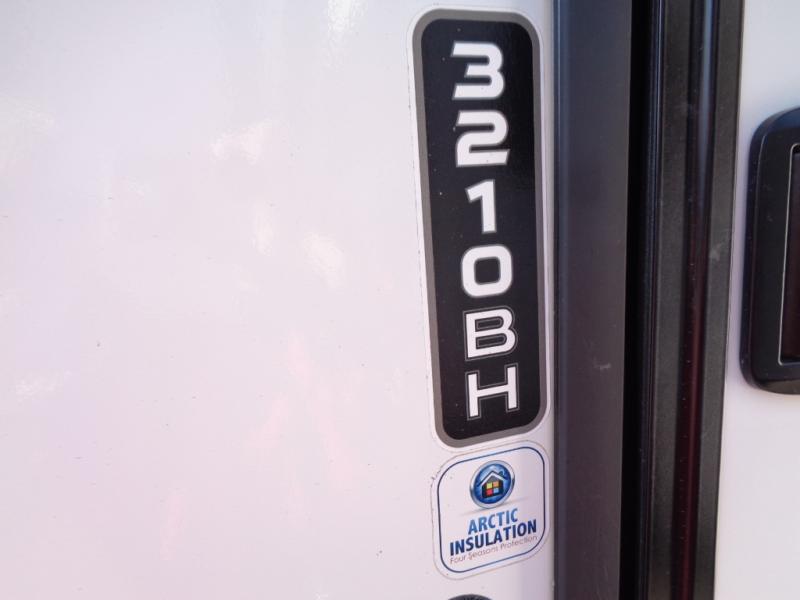 3210BH
ARCTIC
INSULATION
Four Seasons Protection